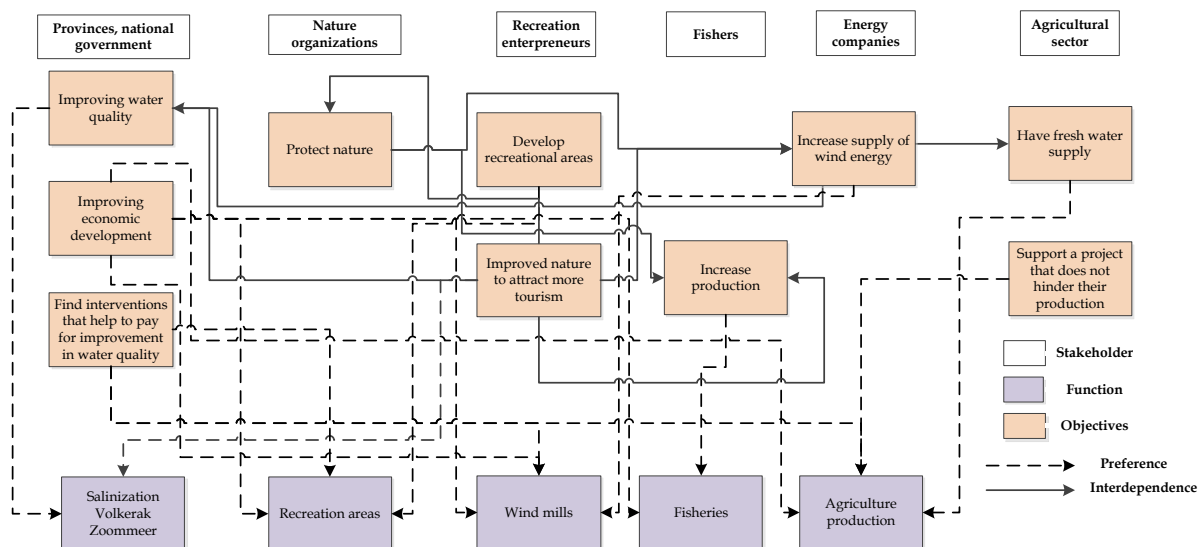 Provinces, national
government
Nature
organizations
Recreation
enterpreneurs
Fishers
Energy
companies
Agricultural
sector
Improving water
quality
Protect nature
Develop
recreational areas
Increase supply of
wind energy
Have fresh water
supply
Improving
economic
development
Improved nature
to attract more
tourism
Increase
production
Support a project
that does not
hinder their
production
Find interventions
that help to pay
for improvement
in water quality
Stakeholder
Function
Objectives
Preference
Interdependence
Salinization
Volkerak
Zoommeer
Recreation areas
Wind mills
Fisheries
Agriculture
production